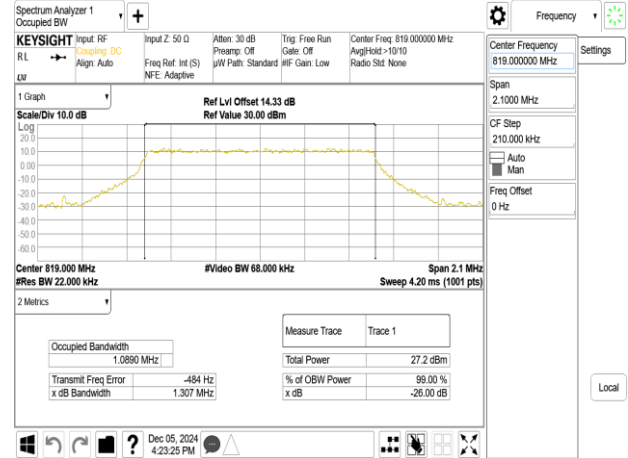 Spectrum Analyzer 1
Occupied BW
Frequency
KEYSIGHT
RL
Input: RF
Coupling: DC
Align: Auto
Input Z: 50 Ω
Freq Ref: Int (S)
NFE: Adaptive
Atten: 30 dB
Preamp: Off
µW Path: Standard
Trig: Free Run
Gate: Off
#IF Gain: Low
Center Freq: 819.000000 MHz
Avg|Hold:>10/10
Radio Std: None
Center Frequency
819.000000 MHz
Settings
Span
2.1000 MHz
CF Step
210.000 kHz
Auto
Man
Freq Offset
0 Hz
Local
1 Graph
Scale/Div 10.0 dB
Ref Lvl Offset 14.33 dB
Ref Value 30.00 dBm
Log
20.0
10.0
0.00
-10.0
-20.0
-30.0
-40.0
-50.0
-60.0
Center 819.000 MHz
#Res BW 22.000 kHz
#Video BW 68.000 kHz
Span 2.1 MHz
Sweep 4.20 ms (1001 pts)
2 Metrics
Measure Trace Trace 1
Occupied Bandwidth
1.0890 MHz
Total Power 27.2 dBm
Transmit Freq Error -484 Hz
% of OBW Power 99.00 %
x dB Bandwidth 1.307 MHz
x dB -26.00 dB
Dec 05, 2024
4:23:25 PM